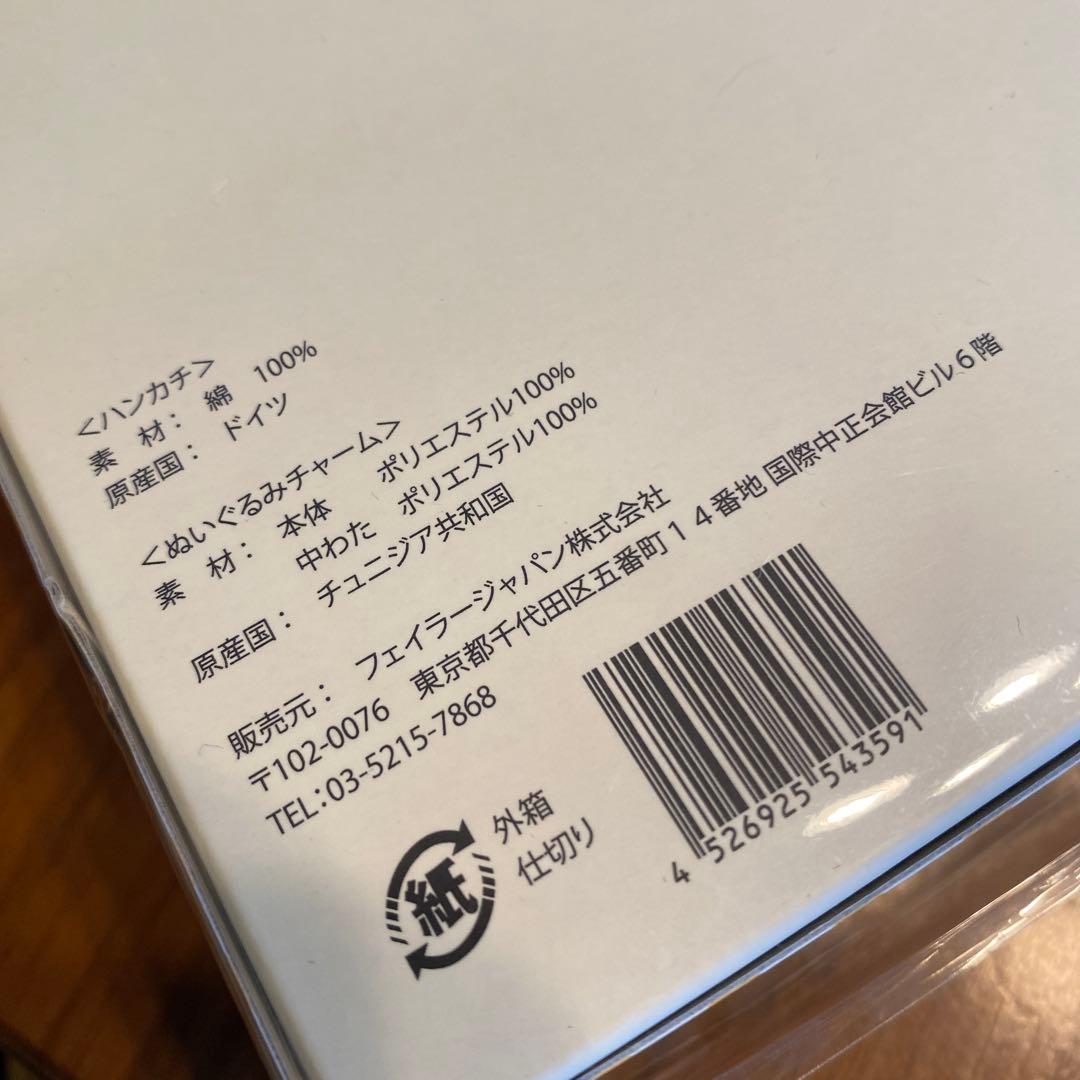 <ハンカチ>
素　材： 綿　100%
原産国： ドイツ
<ぬいぐるみチャーム>
素　材： 本体　ポリエステル100%
中わた　ポリエステル100%
原産国： チュニジア共和国
販売元： フェイラージャパン株式会社
〒102-0076　東京都千代田区五番町１４番地 国際中正会館ビル６階
TEL：03-5215-7868
紙
外箱
仕切り
4 526925 543591